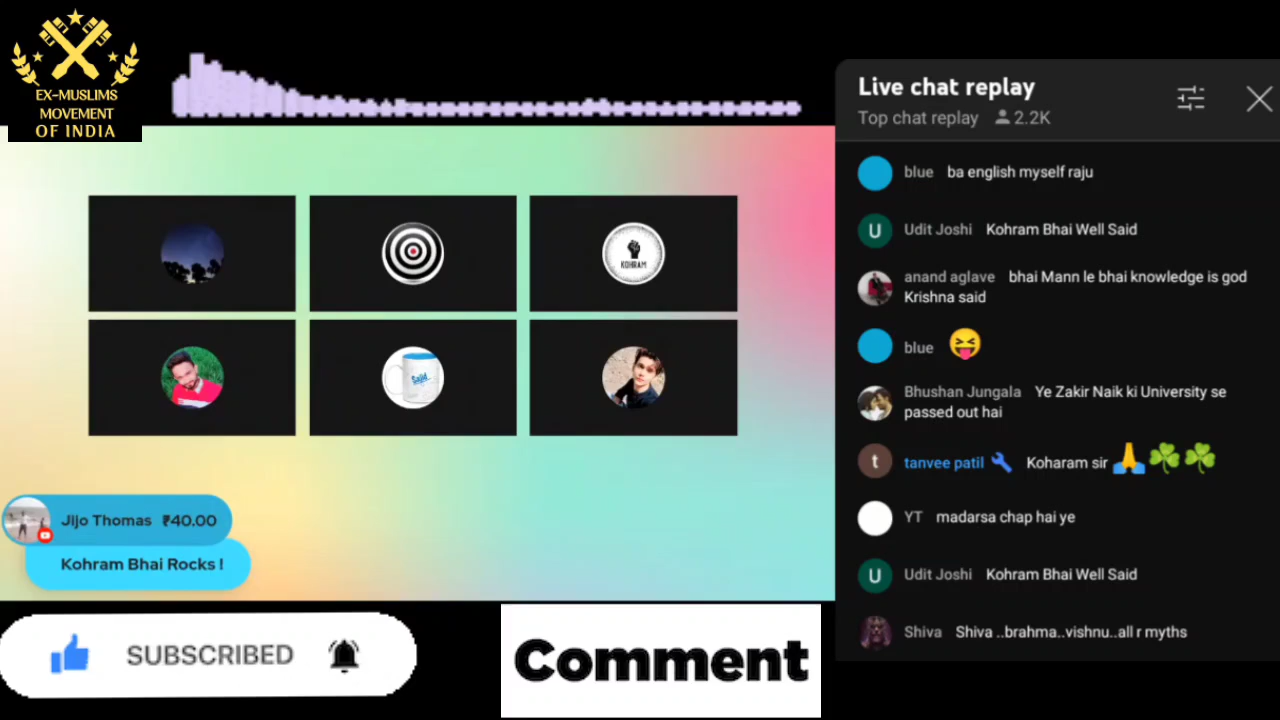 EX-MUSLIMS
MOVEMENT
OF INDIA
KOHRAM
Sajid
Jijo Thomas ₹40.00
Kohram Bhai Rocks !
SUBSCRIBED
Comment
Live chat replay
Top chat replay 2.2K
blue ba english myself raju
U Udit Joshi Kohram Bhai Well Said
anand aglave bhai Mann le bhai knowledge is god
Krishna said
blue 😝
Bhushan Jungala Ye Zakir Naik ki University se
passed out hai
t tanvee patil 🔧 Koharam sir 🙏☘️☘️
YT madarsa chap hai ye
U Udit Joshi Kohram Bhai Well Said
Shiva Shiva ..brahma..vishnu..all r myths